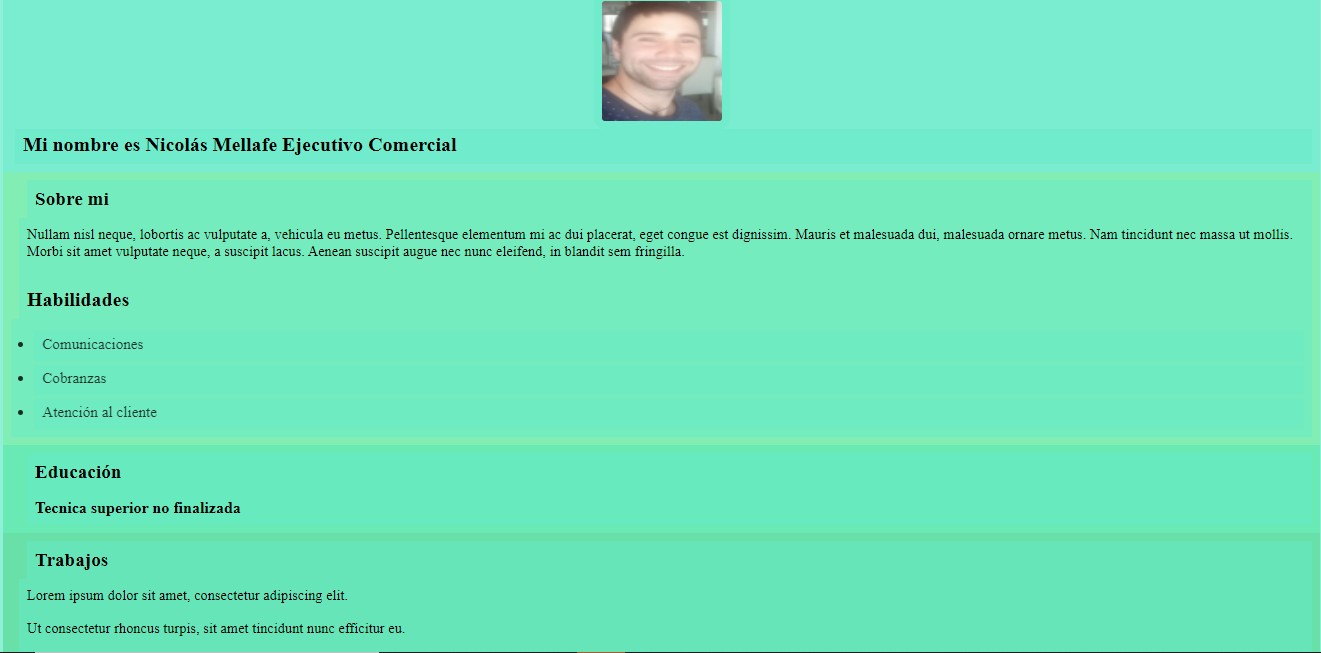 Mi nombre es Nicolás Mellafe Ejecutivo Comercial
Sobre mi
Nullam nisl neque, lobortis ac vulputate a, vehicula eu metus. Pellentesque elementum mi ac dui placerat, eget congue est dignissim. Mauris et malesuada dui, malesuada ornare metus. Nam tincidunt nec massa ut mollis.
Morbi sit amet vulputate neque, a suscipit lacus. Aenean suscipit augue nec nunc eleifend, in blandit sem fringilla.
Habilidades
Comunicaciones
Cobranzas
Atención al cliente
Educación
Tecnica superior no finalizada
Trabajos
Lorem ipsum dolor sit amet, consectetur adipiscing elit.
Ut consectetur rhoncus turpis, sit amet tincidunt nunc efficitur eu.